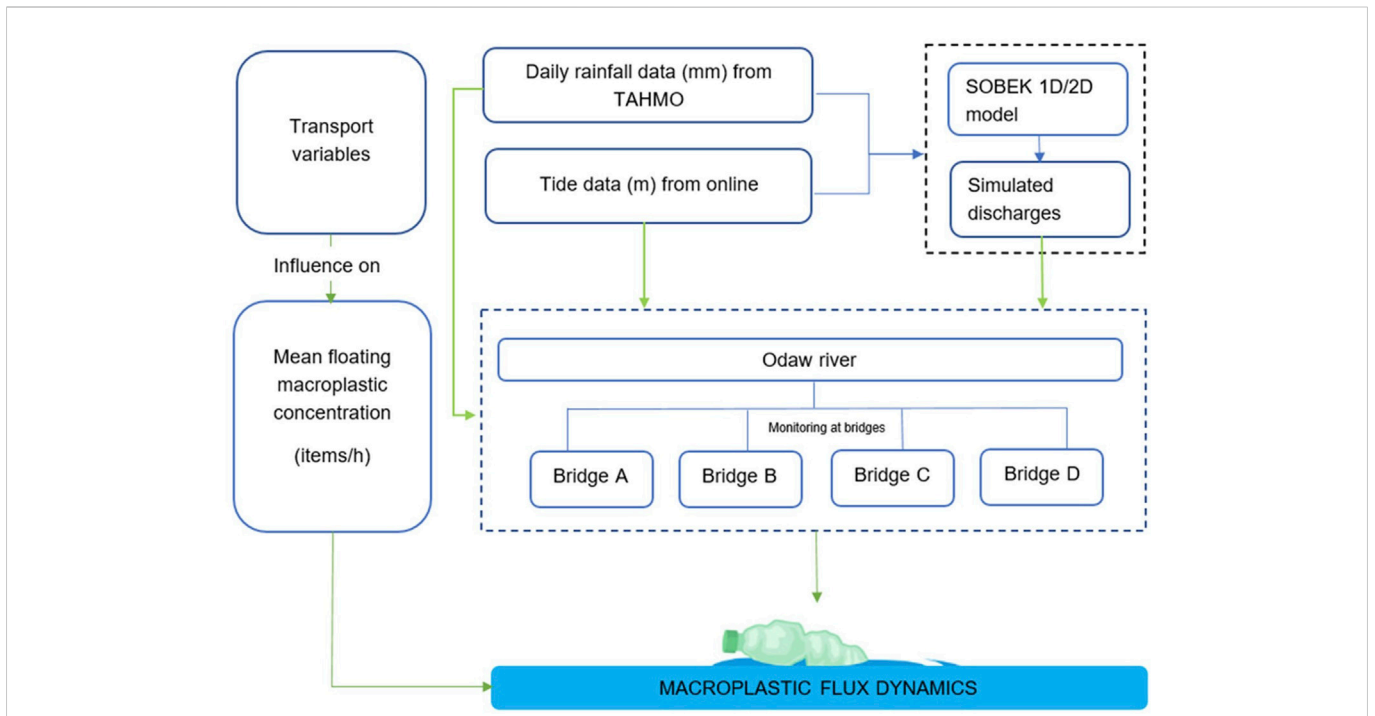 Transport
variables
Influence on
Mean floating
macroplastic
concentration
(items/h)
Daily rainfall data (mm) from
TAHMO
Tide data (m) from online
SOBEK 1D/2D
model
Simulated
discharges
Odaw river
Monitoring at bridges
Bridge A
Bridge B
Bridge C
Bridge D
MACROPLASTIC FLUX DYNAMICS